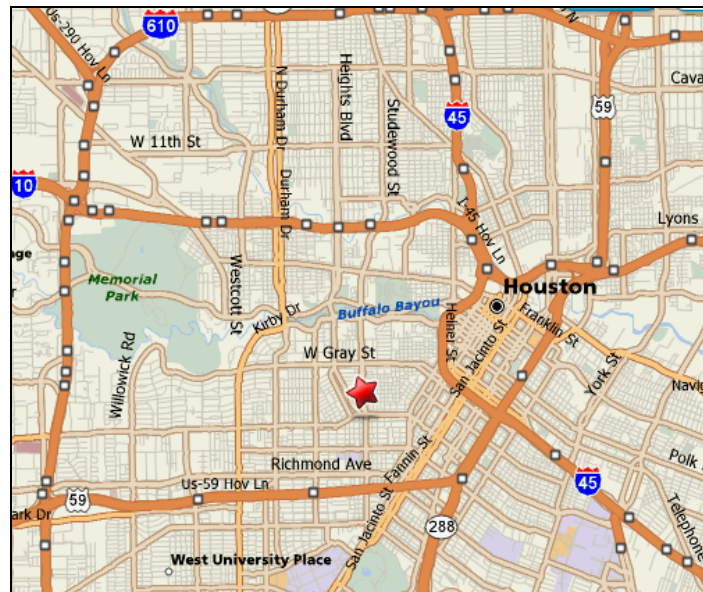 Us-290 Hov Ln
610
N
W 11th St
N Durham Dr
Durham Dr
Heights Blvd
Studewood St
45
59
Cava
10
I-45 Hov Ln
Lyons
age
Memorial
Park
Westcott St
Kirby Dr
Buffalo Bayou
Heiner St
Houston
Franklin St
San Jacinto St
York St
Willowick Rd
W Gray St
Navig
Richmond Ave
Fannin St
Polk
Us-59 Hov Ln
59
45
ark Dr
288
San Jacinto St
Telephone
West University Place